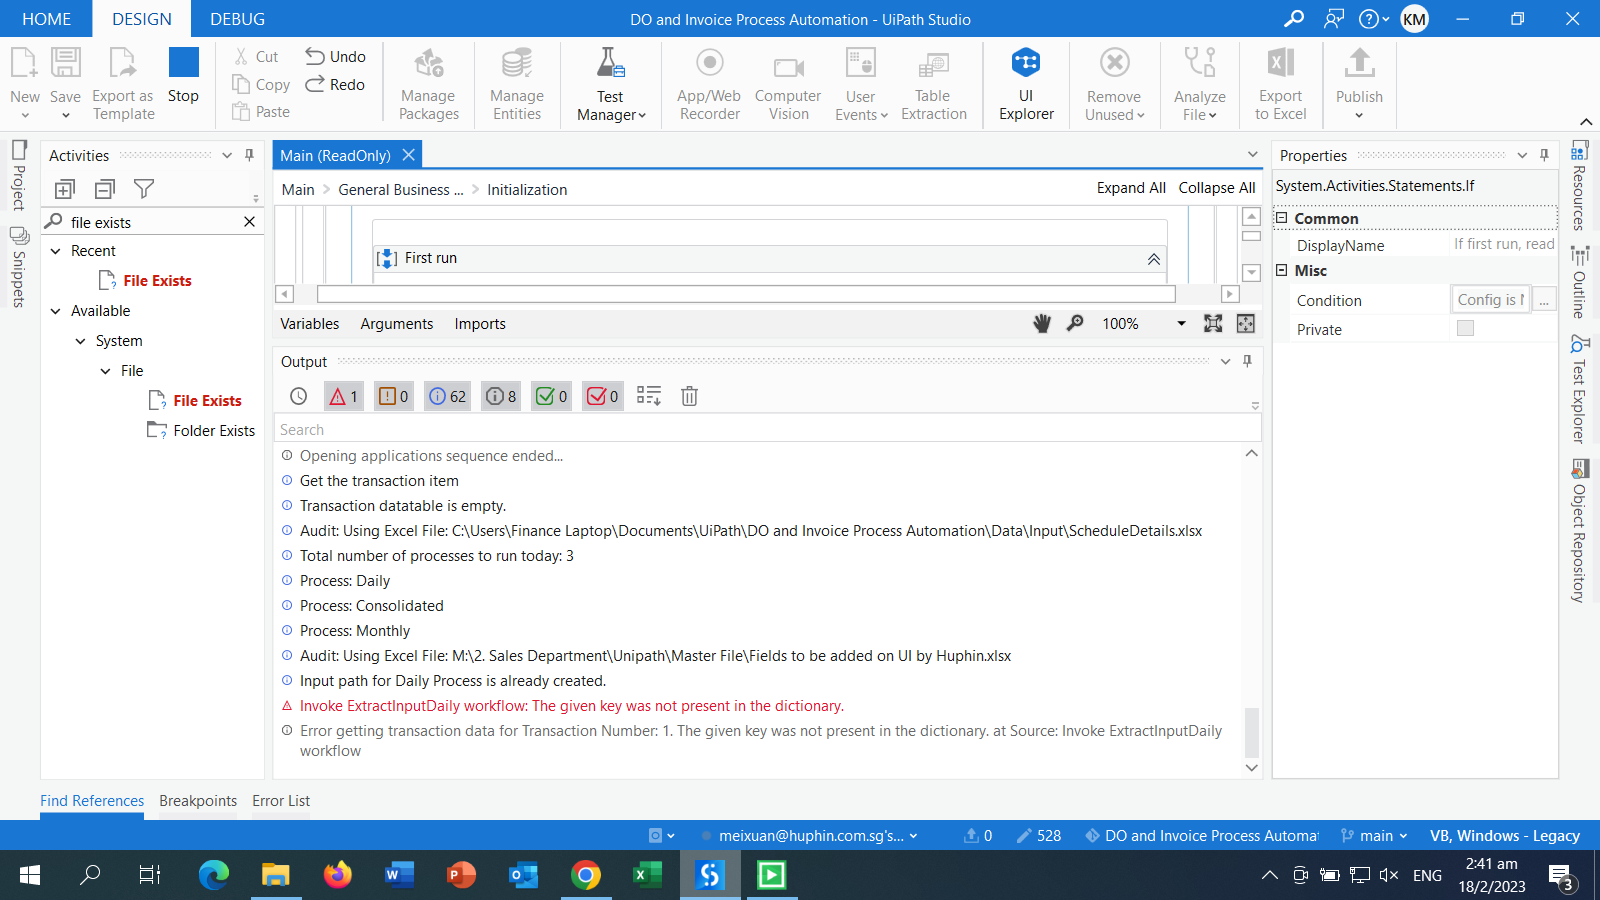 HOME
DESIGN
DEBUG
DO and Invoice Process Automation - UiPath Studio
KM
New
Save
Export as
Template
Stop
Cut
Copy
Paste
Undo
Redo
Manage
Packages
Manage
Entities
Test
Manager
App/Web
Recorder
Computer
Vision
User
Events
Table
Extraction
UI
Explorer
Remove
Unused
Analyze
File
Export
to Excel
Publish
Project
Snippets
Activities
file exists
Recent
File Exists
Available
System
File
File Exists
Folder Exists
Main (ReadOnly)
Main > General Business ... > Initialization
Expand All Collapse All
First run
Variables Arguments Imports
100%
Output
1
0
62
8
0
0
Search
Opening applications sequence ended...
Get the transaction item
Transaction datatable is empty.
Audit: Using Excel File: C:\Users\Finance Laptop\Documents\UiPath\DO and Invoice Process Automation\Data\Input\ScheduleDetails.xlsx
Total number of processes to run today: 3
Process: Daily
Process: Consolidated
Process: Monthly
Audit: Using Excel File: M:\2. Sales Department\Unipath\Master File\Fields to be added on UI by Huphin.xlsx
Input path for Daily Process is already created.
Invoke ExtractInputDaily workflow: The given key was not present in the dictionary.
Error getting transaction data for Transaction Number: 1. The given key was not present in the dictionary. at Source: Invoke ExtractInputDaily
workflow
Properties
System.Activities.Statements.If
Common
DisplayName If first run, read
Misc
Condition Config is N ...
Private
Resources
Outline
Test Explorer
Object Repository
Find References Breakpoints Error List
meixuan@huphin.com.sg's...
0
528
DO and Invoice Process Automat
main
VB, Windows - Legacy
ENG
2:41 am
18/2/2023
3